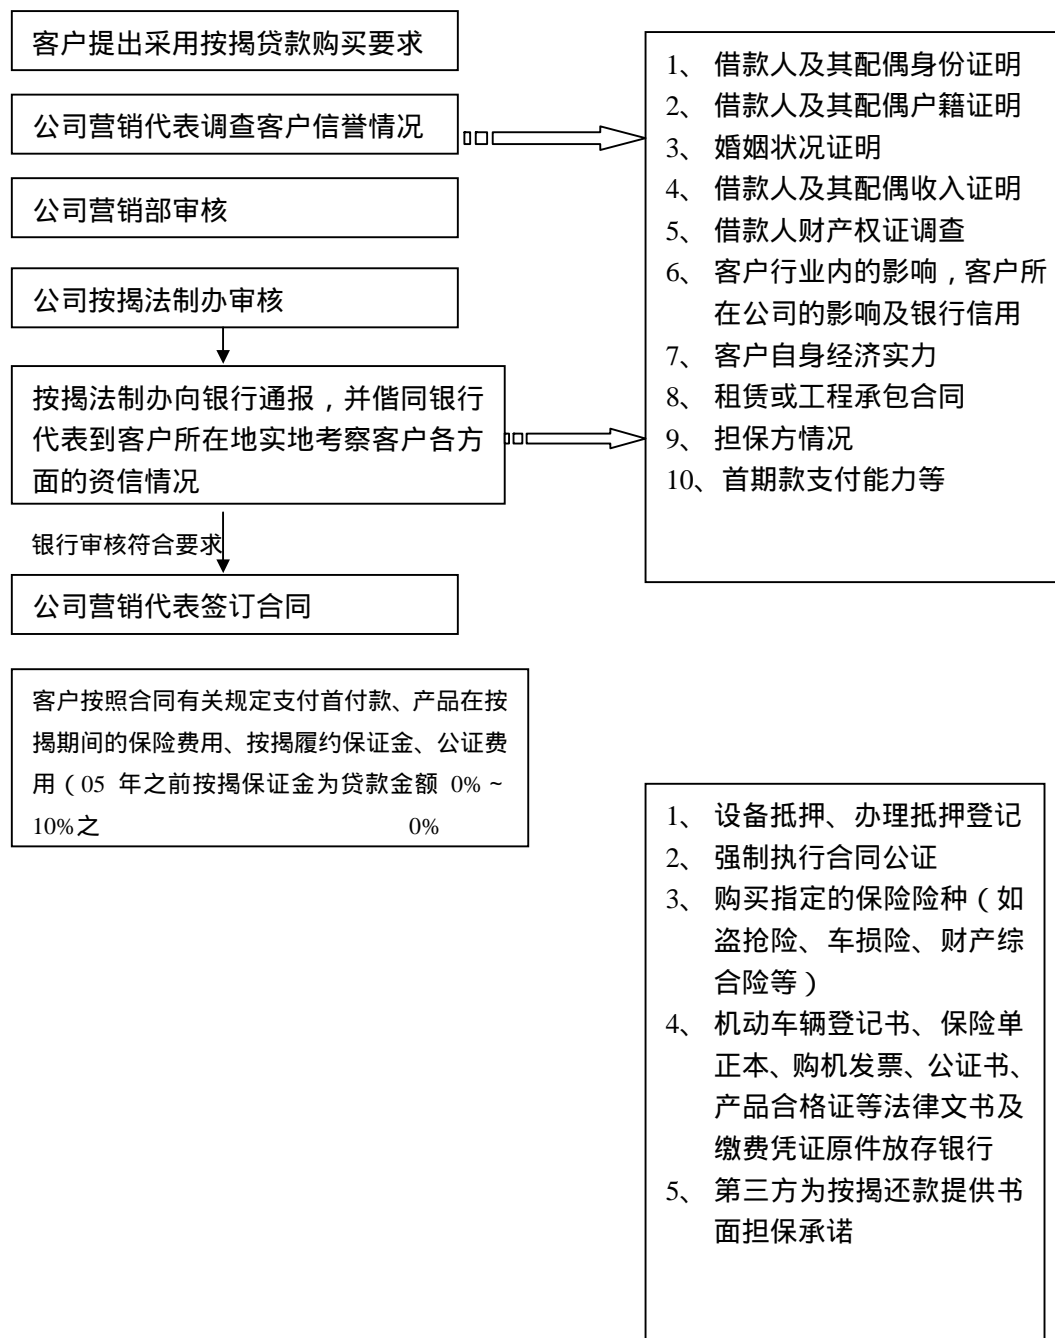 客户提出采用按揭贷款购买要求
公司营销代表调查客户信誉情况
公司营销部审核
公司按揭法制办审核
按揭法制办向银行通报，并偕同银行
代表到客户所在地实地考察客户各方
面的资信情况
银行审核符合要求
公司营销代表签订合同
客户按照合同有关规定支付首付款、产品在按
揭期间的保险费用、按揭履约保证金、公证费
用（05 年之前按揭保证金为贷款金额 0%～
10%之 0%
1、 借款人及其配偶身份证明
2、 借款人及其配偶户籍证明
3、 婚姻状况证明
4、 借款人及其配偶收入证明
5、 借款人财产权证调查
6、 客户行业内的影响，客户所
在公司的影响及银行信用
7、 客户自身经济实力
8、 租赁或工程承包合同
9、 担保方情况
10、 首期款支付能力等
1、 设备抵押、办理抵押登记
2、 强制执行合同公证
3、 购买指定的保险险种（如
盗抢险、车损险、财产综
合险等）
4、 机动车辆登记书、保险单
正本、购机发票、公证书、
产品合格证等法律文书及
缴费凭证原件放存银行
5、 第三方为按揭还款提供书
面担保承诺